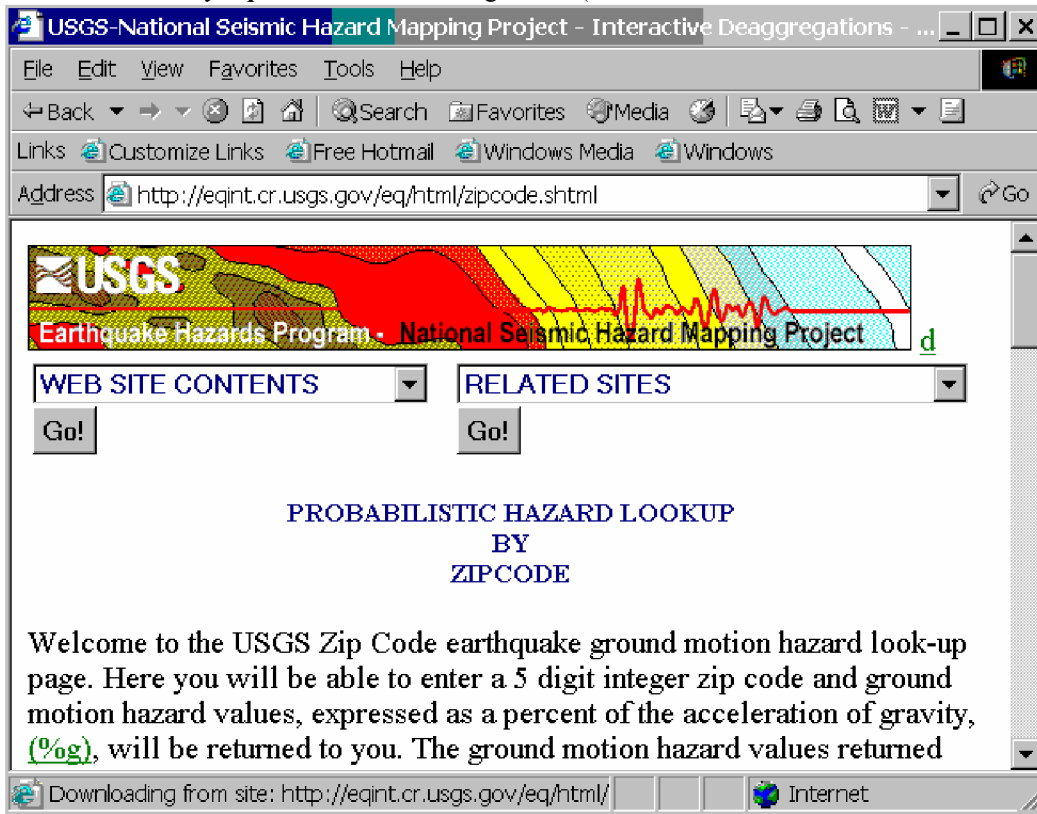 USGS-National Seismic Hazard Mapping Project - Interactive Deaggregations - ...
File Edit View Favorites Tools Help
Back Search Favorites Media
Links Customize Links Free Hotmail Windows Media Windows
Address http://eqint.cr.usgs.gov/eq/html/zipcode.shtml Go
USGS
Earthquake Hazards Program - National Seismic Hazard Mapping Project d
WEB SITE CONTENTS RELATED SITES
Go! Go!
PROBABILISTIC HAZARD LOOKUP
BY
ZIPCODE
Welcome to the USGS Zip Code earthquake ground motion hazard look-up
page. Here you will be able to enter a 5 digit integer zip code and ground
motion hazard values, expressed as a percent of the acceleration of gravity,
(%g), will be returned to you. The ground motion hazard values returned
Downloading from site: http://eqint.cr.usgs.gov/eq/html/ Internet